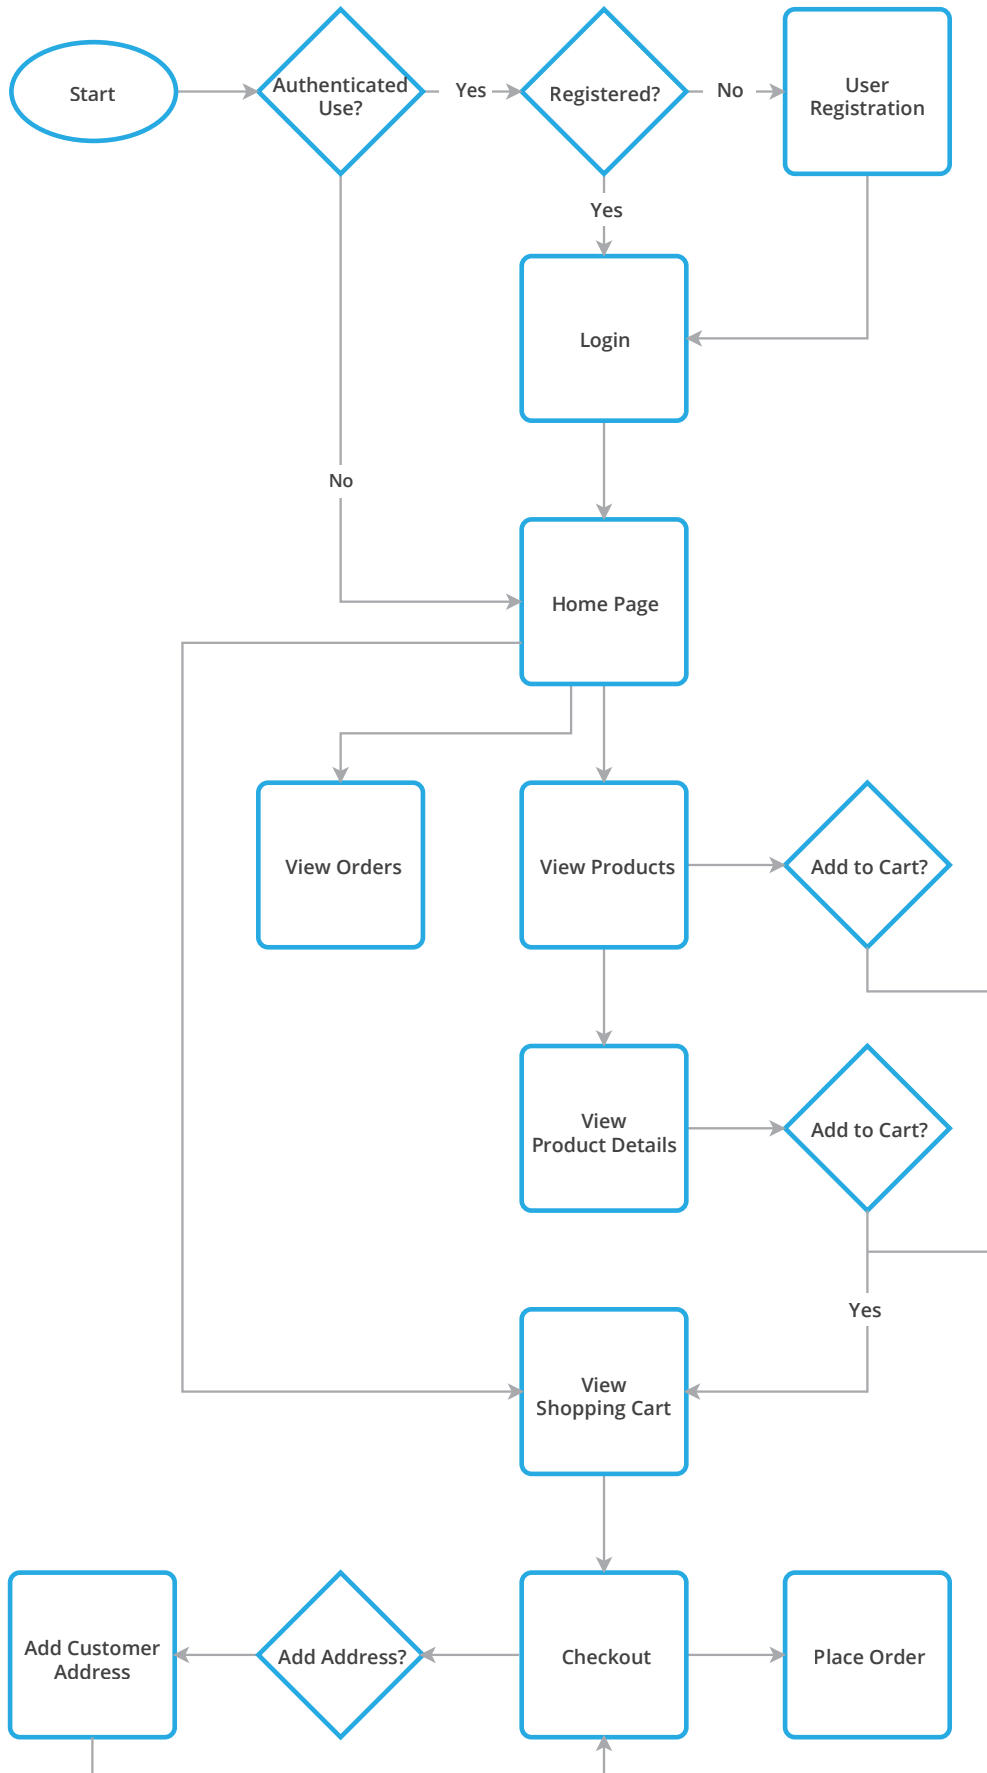 Start
Authenticated
Use?
Yes
Registered?
No
User
Registration
Yes
Login
No
Home Page
View Orders
View Products
Add to Cart?
View
Product Details
Add to Cart?
Yes
View
Shopping Cart
Add Customer
Address
Add Address?
Checkout
Place Order